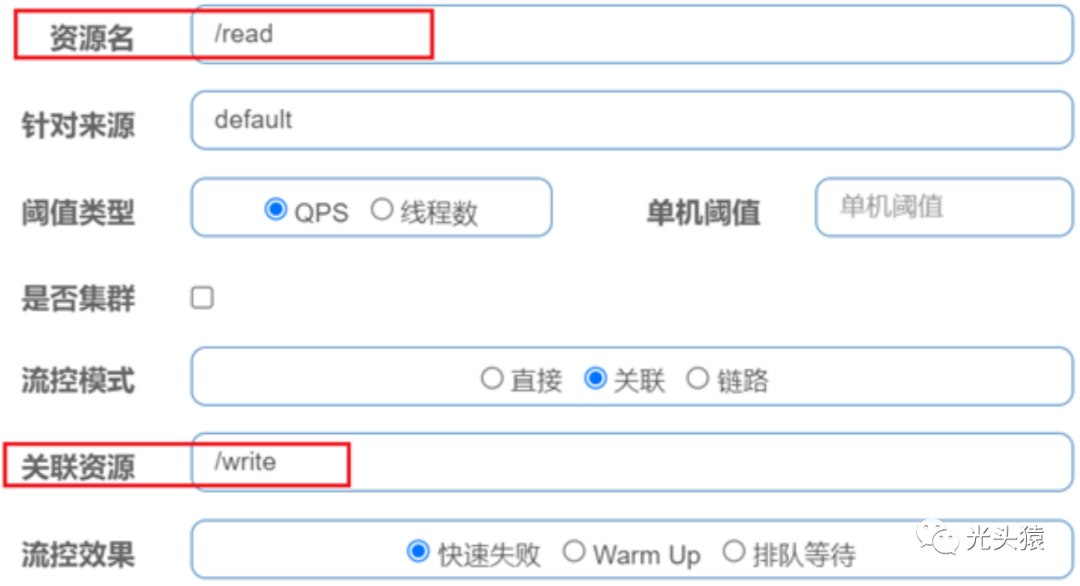 资源名 /read
针对来源 default
阈值类型 QPS 线程数 单机阈值 单机阈值
是否集群
流控模式 直接 关联 链路
关联资源 /write
流控效果 快速失败 Warm Up 排队等待
光头猿